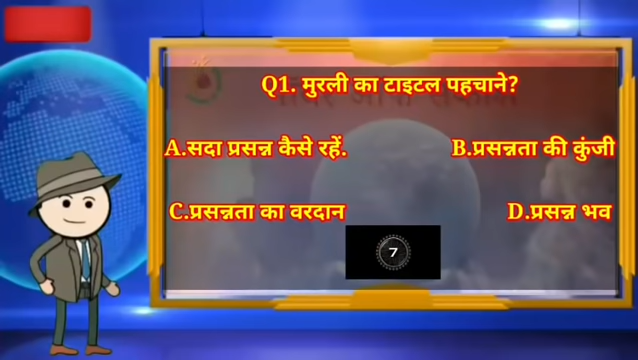 Q1. मुरली का टाइटल पहचाने?
A.सदा प्रसन्न कैसे रहें. B.प्रसन्नता की कुंजी
C.प्रसन्नता का वरदान D.प्रसन्न भव
7